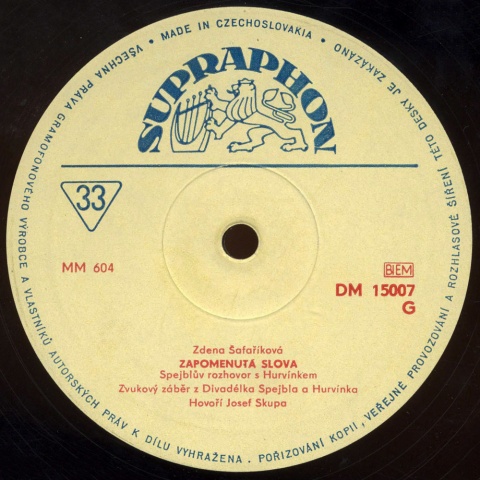 • MADE IN CZECHOSLOVAKIA •
VŠECHNA PRÁVA GRAMOFONOVÉHO VÝROBCE A VLASTNÍKŮ AUTORSKÝCH PRÁV K DÍLU VYHRAŽENA. POŘIZOVÁNÍ KOPIÍ, VEŘEJNÉ PROVOZOVÁNÍ A ROZHLASOVÉ ŠÍŘENÍ TÉTO DESKY JE ZAKÁZÁNO
SUPRAPHON
33
MM 604
BIEM
DM 15007
G
Zdena Šafaříková
ZAPOMENUTÁ SLOVA
Spejblův rozhovor s Hurvínkem
Zvukový záběr z Divadélka Spejbla a Hurvínka
Hovoří Josef Skupa